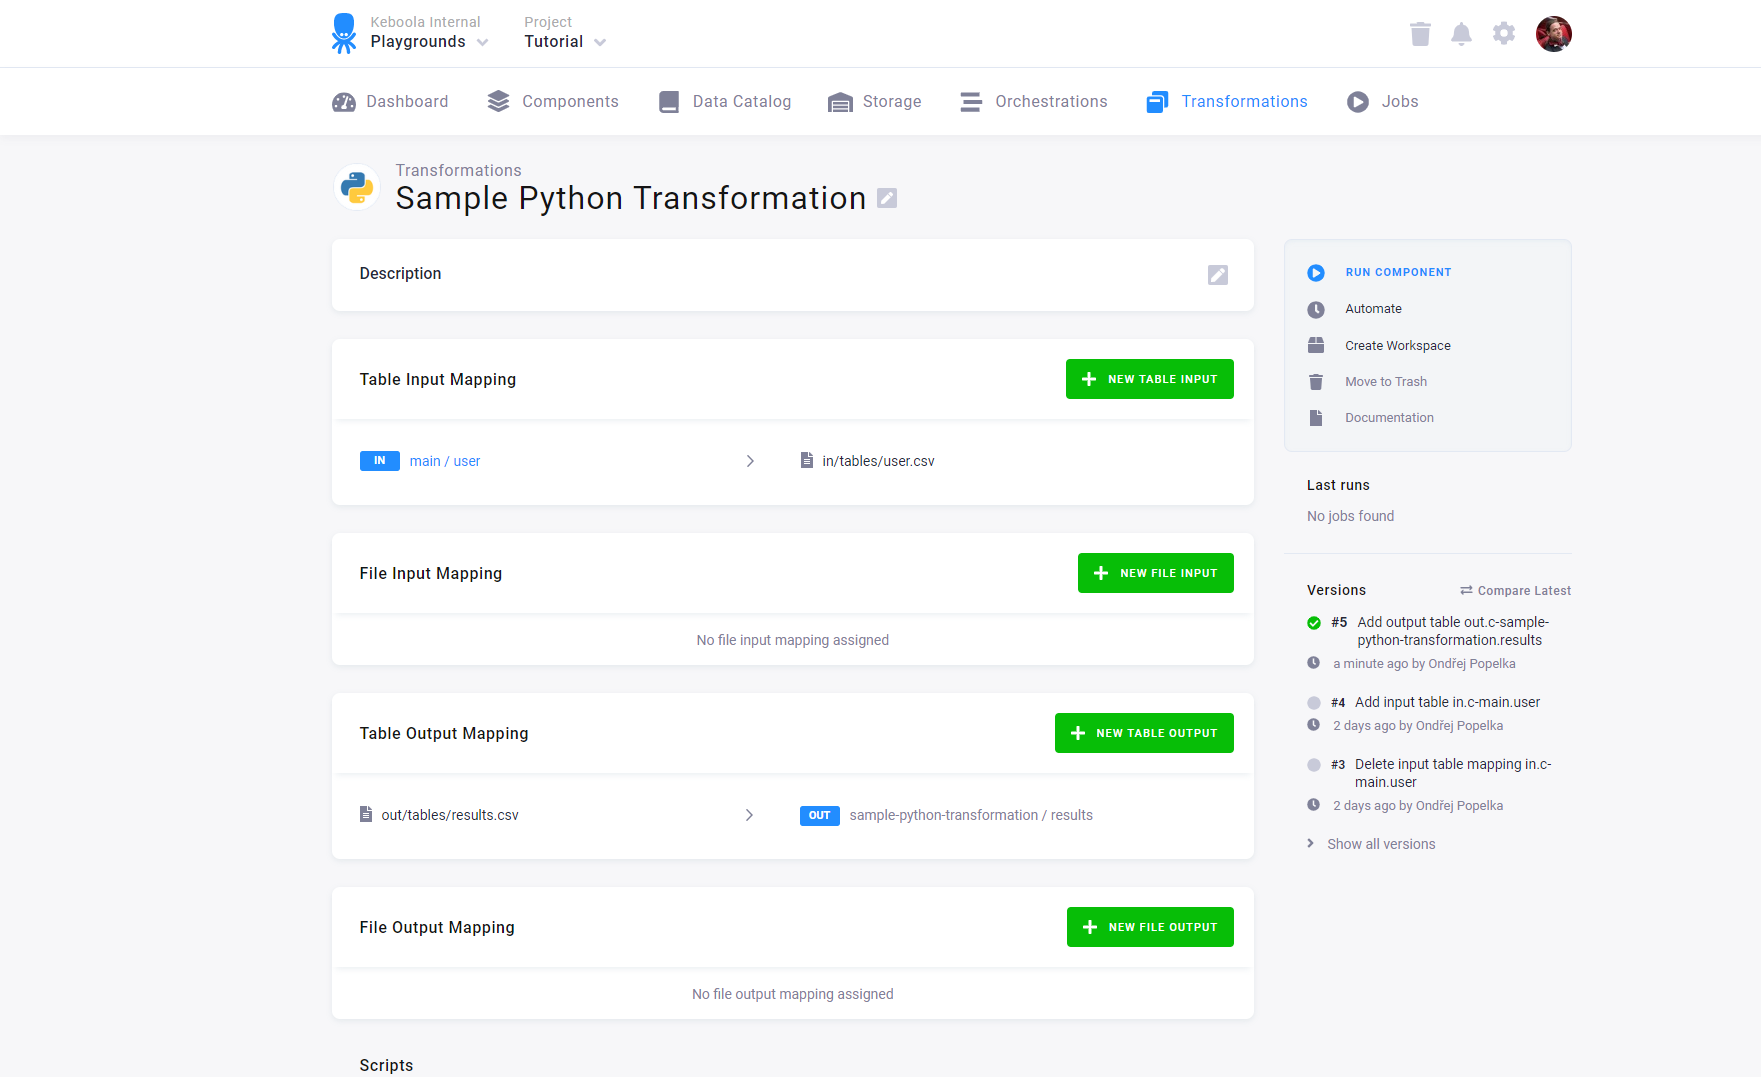 Keboola Internal
Playgrounds
Project
Tutorial
Dashboard
Components
Data Catalog
Storage
Orchestrations
Transformations
Jobs
Transformations
Sample Python Transformation
Description
Table Input Mapping
NEW TABLE INPUT
IN main / user
in/tables/user.csv
File Input Mapping
NEW FILE INPUT
No file input mapping assigned
Table Output Mapping
NEW TABLE OUTPUT
out/tables/results.csv
OUT sample-python-transformation / results
File Output Mapping
NEW FILE OUTPUT
No file output mapping assigned
Scripts
RUN COMPONENT
Automate
Create Workspace
Move to Trash
Documentation
Last runs
No jobs found
Versions
Compare Latest
#5 Add output table out.c-sample-
python-transformation.results
a minute ago by Ondřej Popelka
#4 Add input table in.c-main.user
2 days ago by Ondřej Popelka
#3 Delete input table mapping in.c-
main.user
2 days ago by Ondřej Popelka
Show all versions